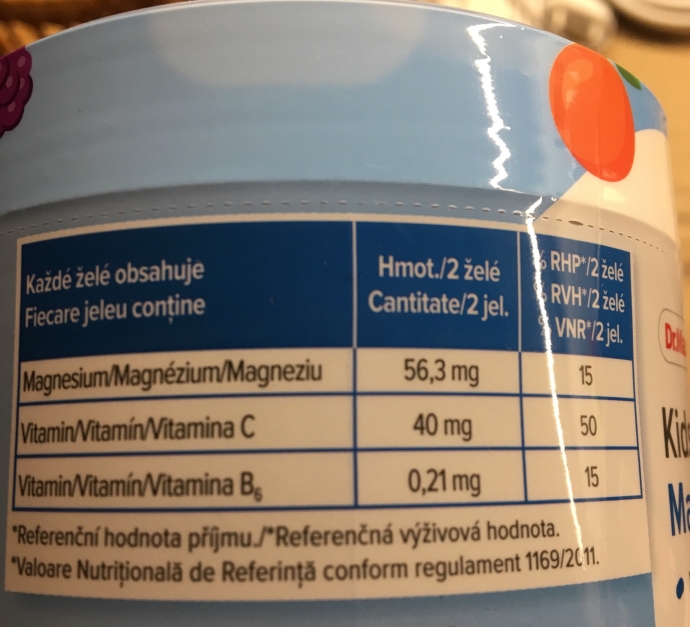 Každé želé obsahuje
Fiecare jeleu conține
Hmot./2 želé
Cantitate/2 jel.
% RHP*/2 želé
% RVH*/2 želé
% VNR*/2 jel.
Magnesium/Magnézium/Magneziu 56,3 mg 15
Vitamin/Vitamín/Vitamina C 40 mg 50
Vitamin/Vitamín/Vitamina B₆ 0,21 mg 15
*Referenční hodnota příjmu./*Referenčná výživová hodnota.
*Valoare Nutrițională de Referință conform regulament 1169/2011.